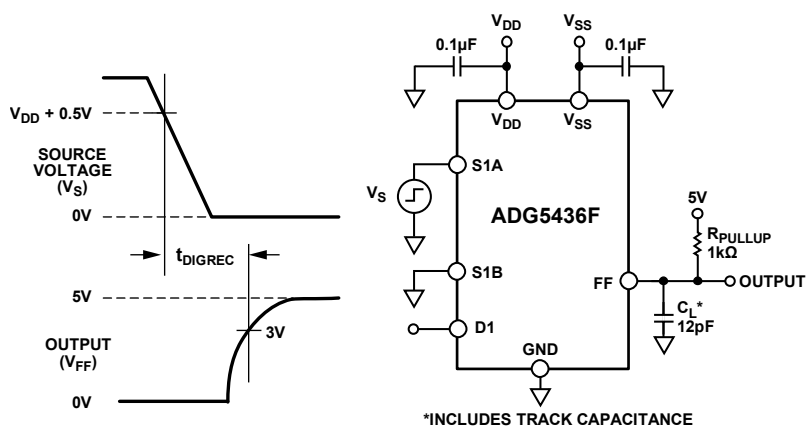 V_DD + 0.5V
SOURCE
VOLTAGE
(V_S)
0V
t_DIGREC
5V
3V
OUTPUT
(V_FF)
0V
V_DD
V_SS
0.1µF
0.1µF
V_DD
V_SS
S1A
V_S
ADG5436F
5V
R_PULLUP
1kΩ
S1B
FF
OUTPUT
C_L*
12pF
D1
GND
*INCLUDES TRACK CAPACITANCE